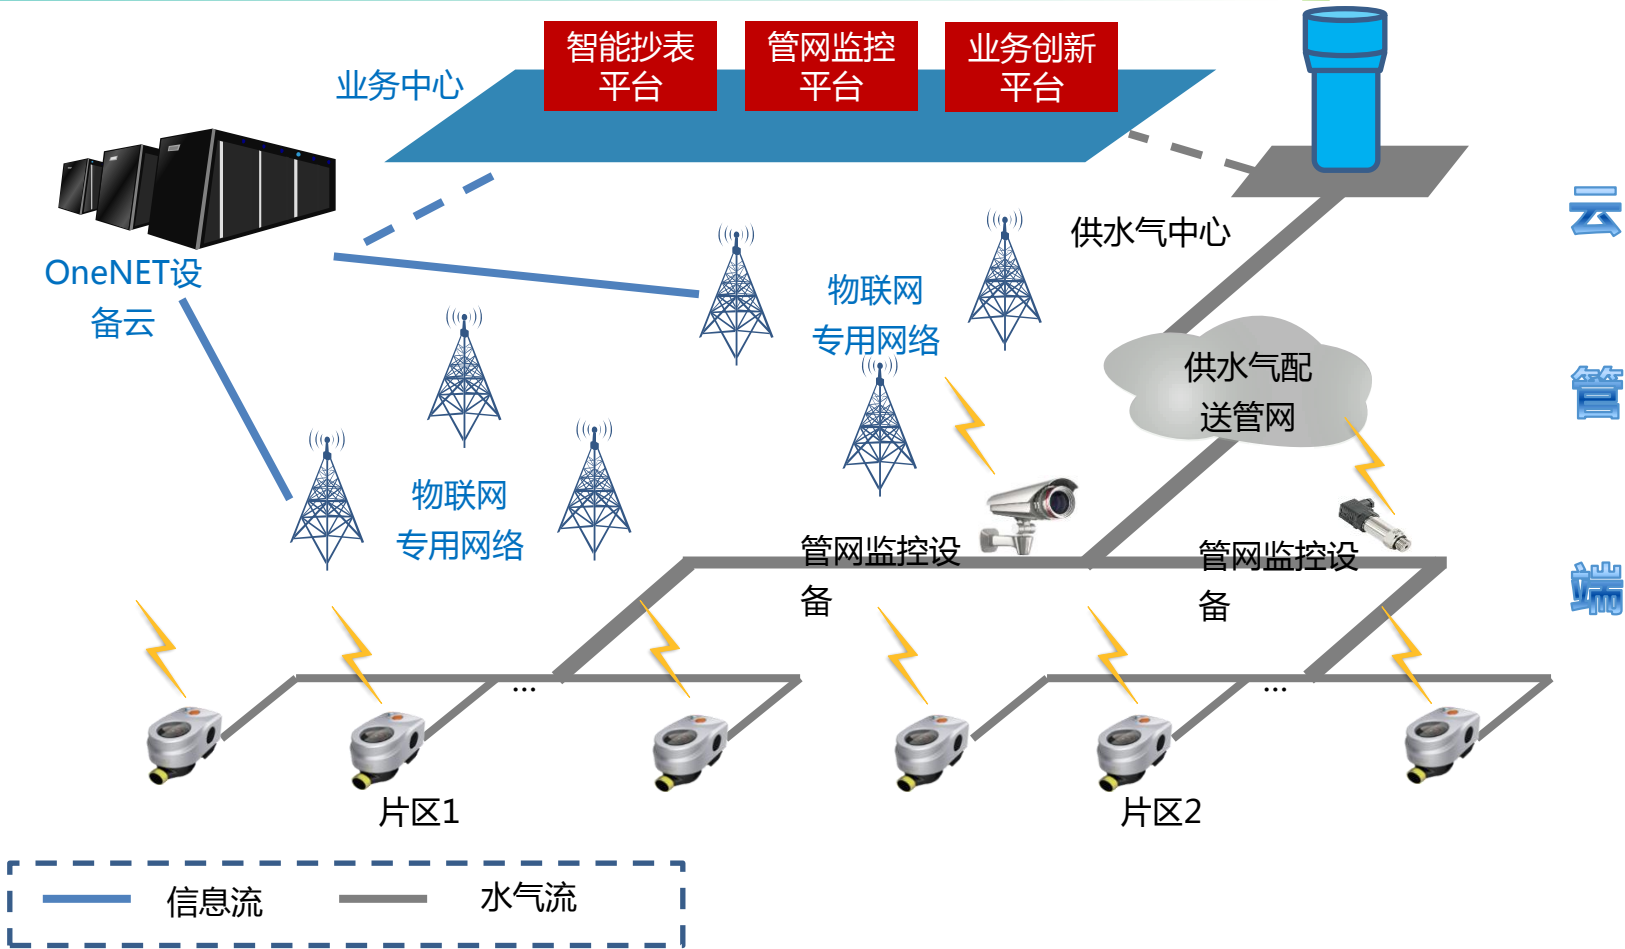 智能抄表
平台
管网监控
平台
业务创新
平台
业务中心
云
供水气中心
OneNET设
备云
物联网
专用网络
供水气配
送管网
管
物联网
专用网络
管网监控设
备
管网监控设
备
端
...
...
片区1
片区2
信息流
水气流